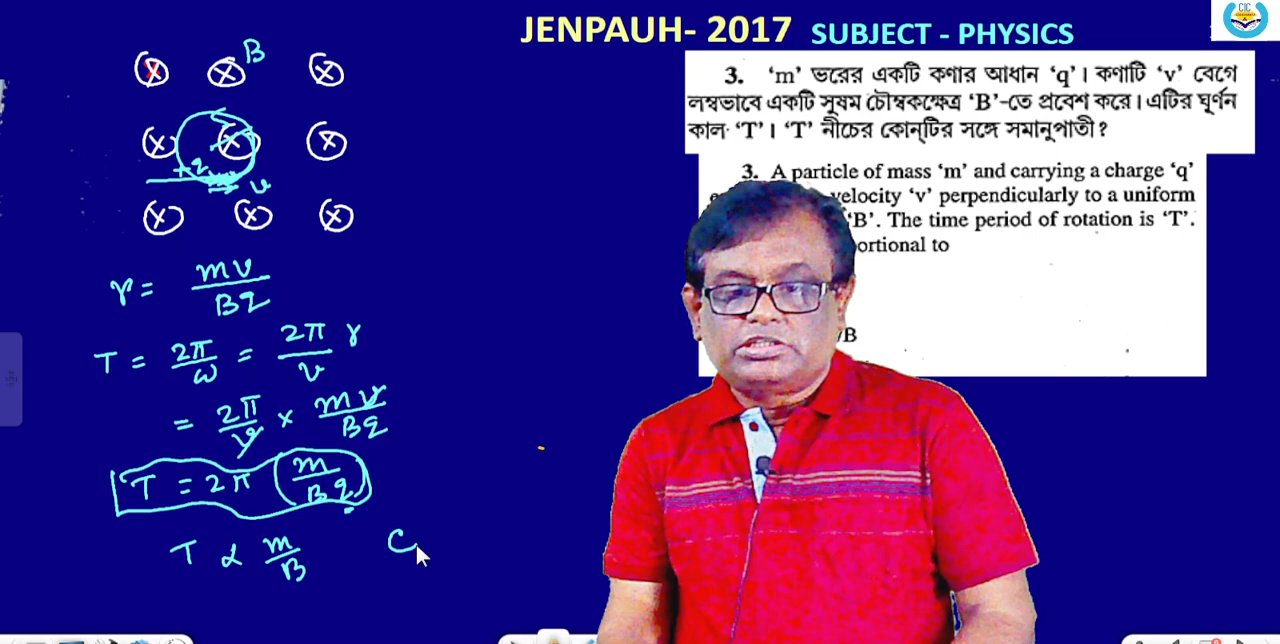 JENPAUH- 2017 SUBJECT - PHYSICS
CIC
3. ‘m’ ভরের একটি কণার আধান ‘q’। কণাটি ‘v’ বেগে
লম্বভাবে একটি সুষম চৌম্বকক্ষেত্র ‘B’-তে প্রবেশ করে। এটির ঘূর্ণন
কাল ‘T’। ‘T’ নীচের কোন্‌টির সঙ্গে সমানুপাতী?
3. A particle of mass ‘m’ and carrying a charge ‘q’
velocity ‘v’ perpendicularly to a uniform
‘B’. The time period of rotation is ‘T’.
ortional to
/B
B
+q
v
r = mv/Bq
T = 2π/ω = 2π/v r
= 2π/v × mv/Bq
T = 2π (m/Bq)
T ∝ m/B C